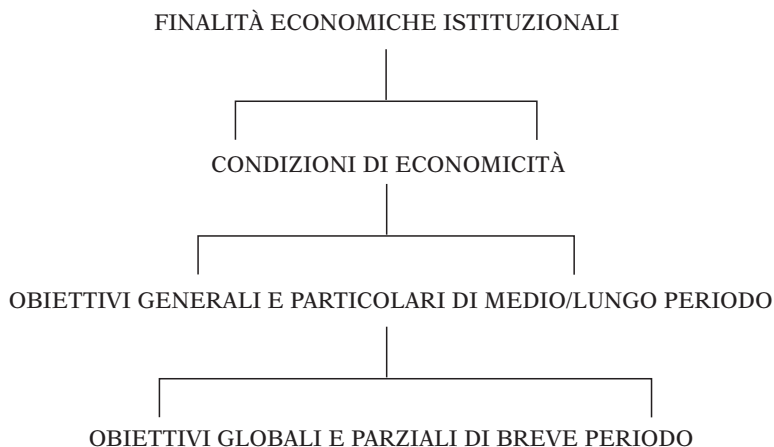 FINALITÀ ECONOMICHE ISTITUZIONALI
CONDIZIONI DI ECONOMICITÀ
OBIETTIVI GENERALI E PARTICOLARI DI MEDIO/LUNGO PERIODO
OBIETTIVI GLOBALI E PARZIALI DI BREVE PERIODO